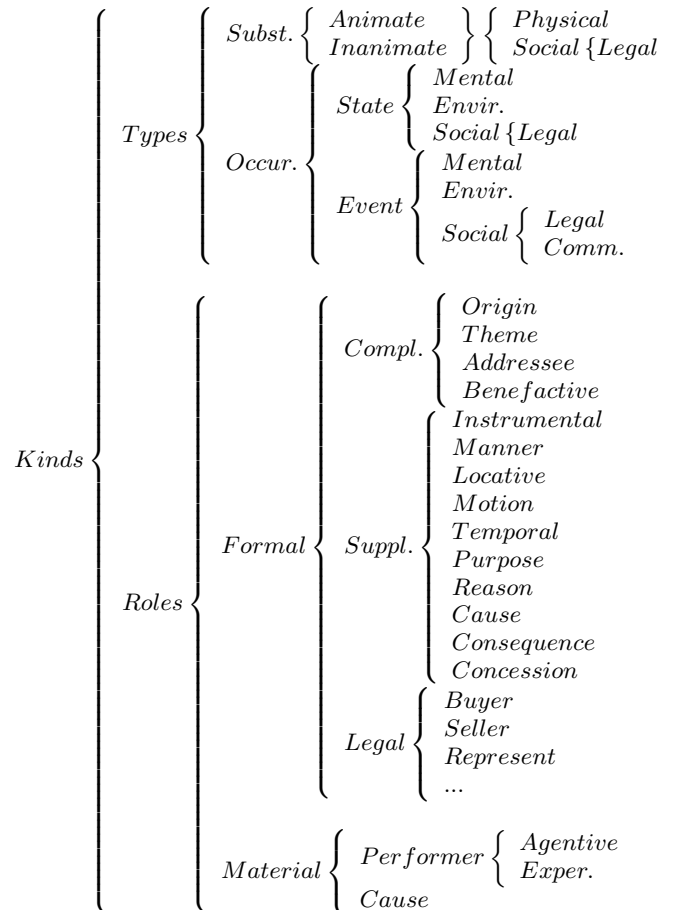 Kinds
Types
Subst.
Animate
Inanimate
Physical
Social {Legal
Occur.
State
Mental
Envir.
Social {Legal
Event
Mental
Envir.
Social
Legal
Comm.
Roles
Formal
Compl.
Origin
Theme
Addressee
Benefactive
Suppl.
Instrumental
Manner
Locative
Motion
Temporal
Purpose
Reason
Cause
Consequence
Concession
Legal
Buyer
Seller
Represent
...
Material
Performer
Agentive
Exper.
Cause